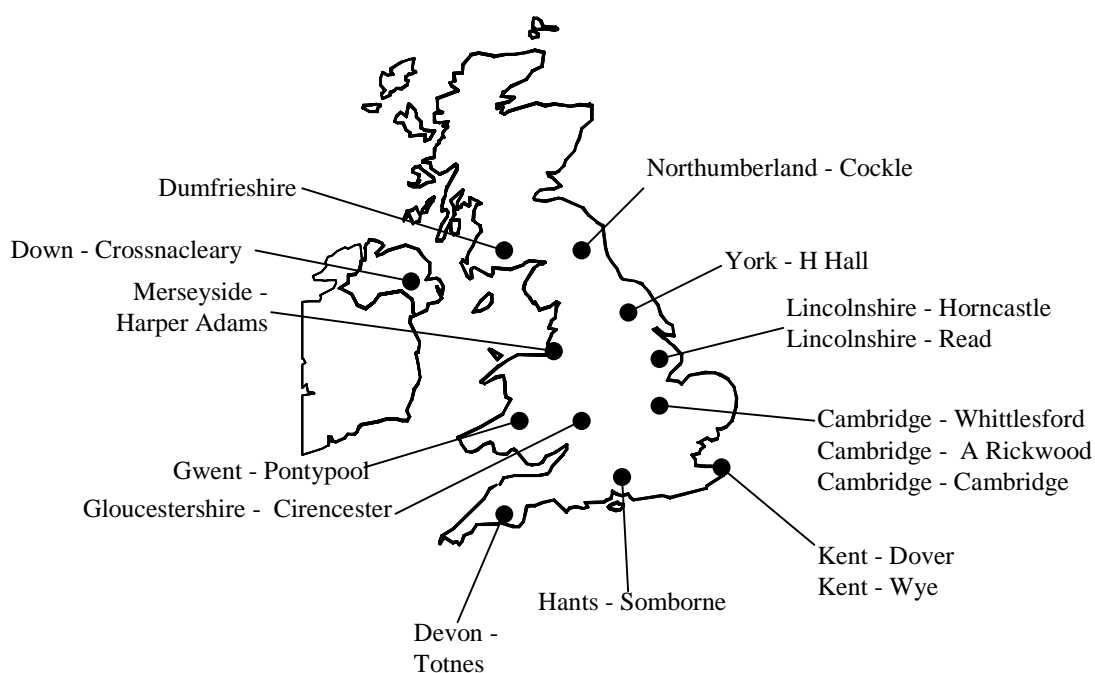 Dumfrieshire
Northumberland - Cockle
Down - Crossnacleary
York - H Hall
Merseyside -
Harper Adams
Lincolnshire - Horncastle
Lincolnshire - Read
Cambridge - Whittlesford
Cambridge -  A Rickwood
Cambridge - Cambridge
Gwent - Pontypool
Gloucestershire -  Cirencester
Kent - Dover
Kent - Wye
Hants - Somborne
Devon -
Totnes